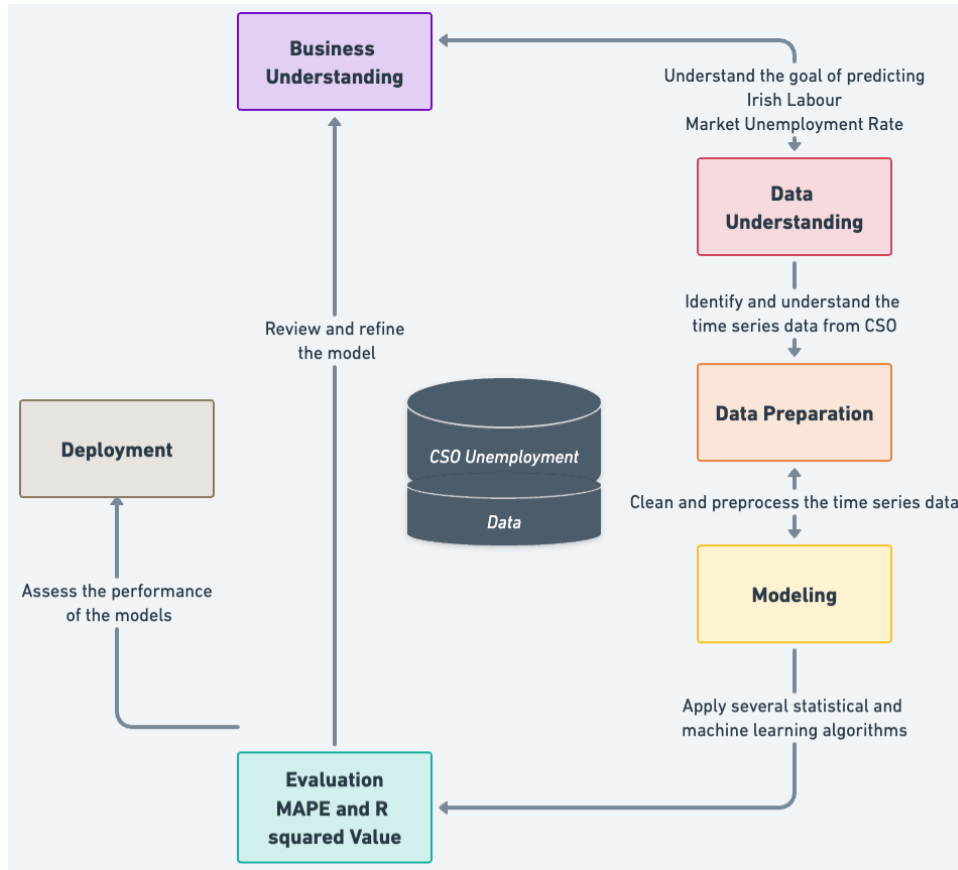 Business
Understanding
Understand the goal of predicting
Irish Labour
Market Unemployment Rate
Data
Understanding
Identify and understand the
time series data from CSO
Data Preparation
Clean and preprocess the time series data
Modeling
Apply several statistical and
machine learning algorithms
Evaluation
MAPE and R
squared Value
Review and refine
the model
Assess the performance
of the models
Deployment
CSO Unemployment
Data